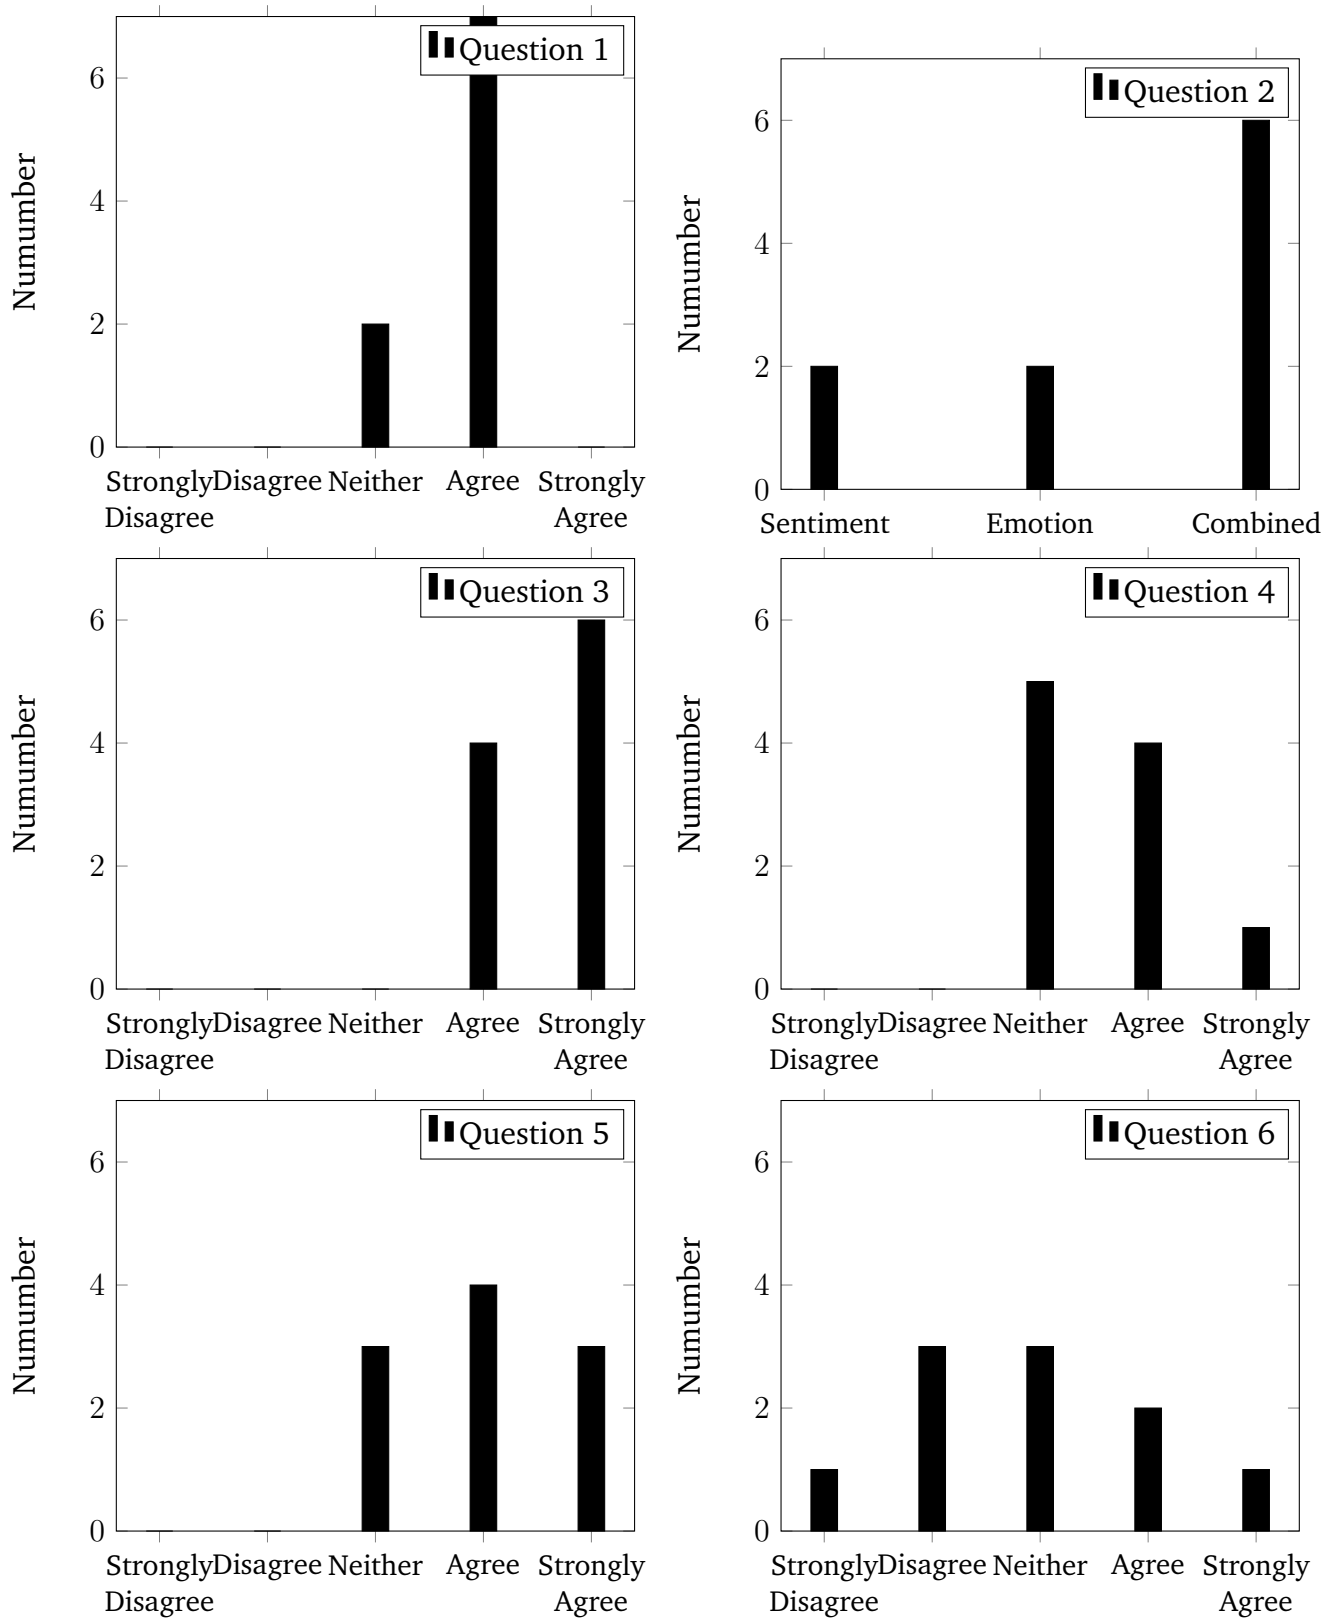 Question 1
Numumber
6
4
2
0
Strongly Disagree Neither Agree Strongly
Disagree Agree
Question 2
Numumber
6
4
2
0
Sentiment Emotion Combined
Question 3
Numumber
6
4
2
0
Strongly Disagree Neither Agree Strongly
Disagree Agree
Question 4
Numumber
6
4
2
0
Strongly Disagree Neither Agree Strongly
Disagree Agree
Question 5
Numumber
6
4
2
0
Strongly Disagree Neither Agree Strongly
Disagree Agree
Question 6
Numumber
6
4
2
0
Strongly Disagree Neither Agree Strongly
Disagree Agree